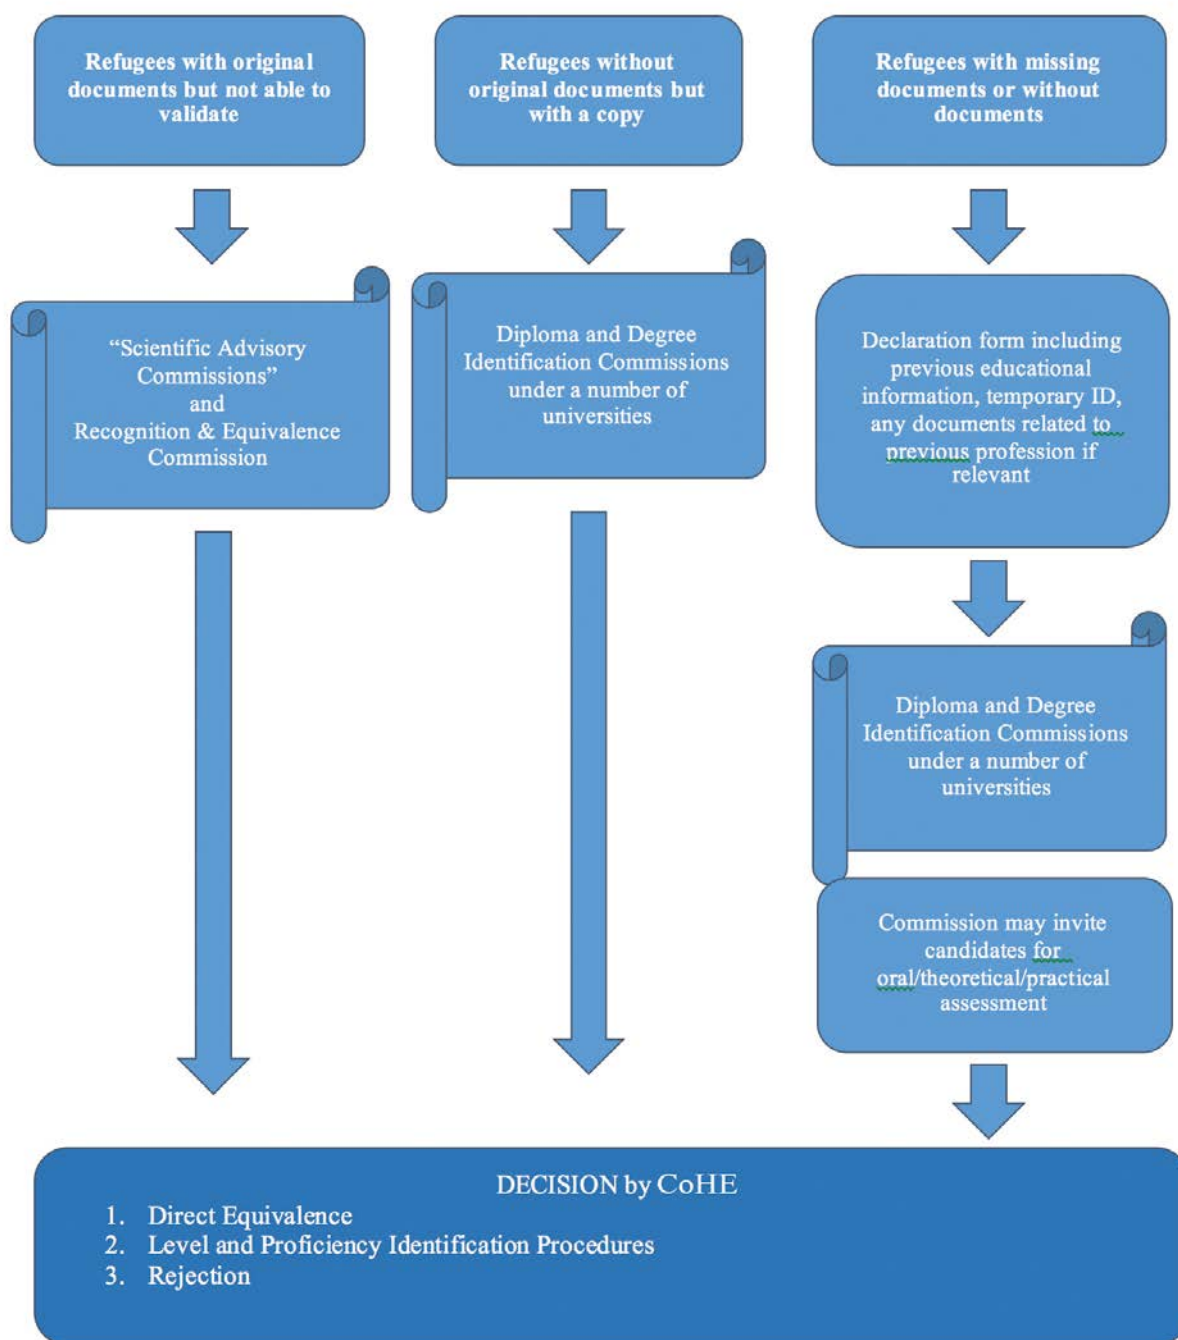 Refugees with original
documents but not able to
validate
Refugees without
original documents but
with a copy
Refugees with missing
documents or without
documents
“Scientific Advisory
Commissions”
and
Recognition & Equivalence
Commission
Diploma and Degree
Identification Commissions
under a number of
universities
Declaration form including
previous educational
information, temporary ID,
any documents related to
previous profession if
relevant
Diploma and Degree
Identification Commissions
under a number of
universities
Commission may invite
candidates for
oral/theoretical/practical
assessment
DECISION by CoHE
1. Direct Equivalence
2. Level and Proficiency Identification Procedures
3. Rejection